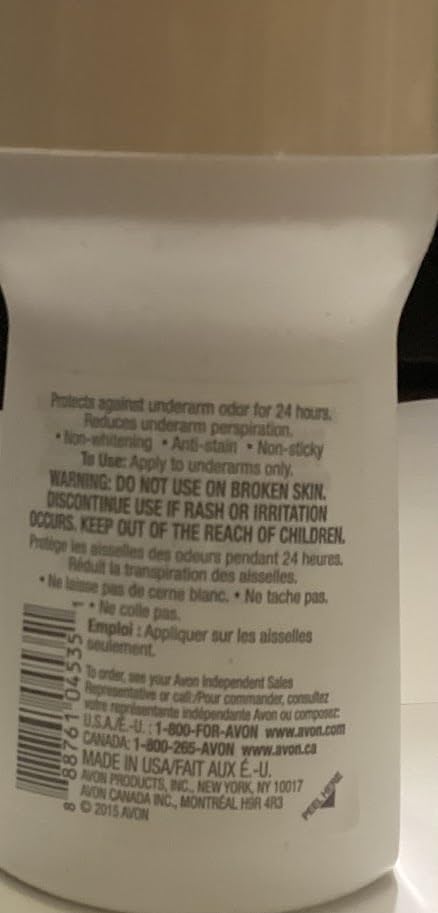 Protects against underarm odor for 24 hours.
Reduces underarm perspiration.
• Non-whitening • Anti-stain • Non-sticky
To Use: Apply to underarms only.
WARNING: DO NOT USE ON BROKEN SKIN.
DISCONTINUE USE IF RASH OR IRRITATION
OCCURS. KEEP OUT OF THE REACH OF CHILDREN.
Protège les aisselles des odeurs pendant 24 heures.
Réduit la transpiration des aisselles.
• Ne laisse pas de cerne blanc. • Ne tache pas.
• Ne colle pas.
Emploi : Appliquer sur les aisselles
seulement.
To order, see your Avon Independent Sales
Representative or call:/Pour commander, consultez
votre représentante indépendante Avon ou composez:
U.S.A./É.-U. : 1-800-FOR-AVON www.avon.com
CANADA: 1-800-265-AVON www.avon.ca
MADE IN USA/FAIT AUX É.-U.
AVON PRODUCTS, INC., NEW YORK, NY 10017
AVON CANADA INC., MONTRÉAL H9R 4R3
© 2015 AVON
PEEL HERE
8 88761 04535 1